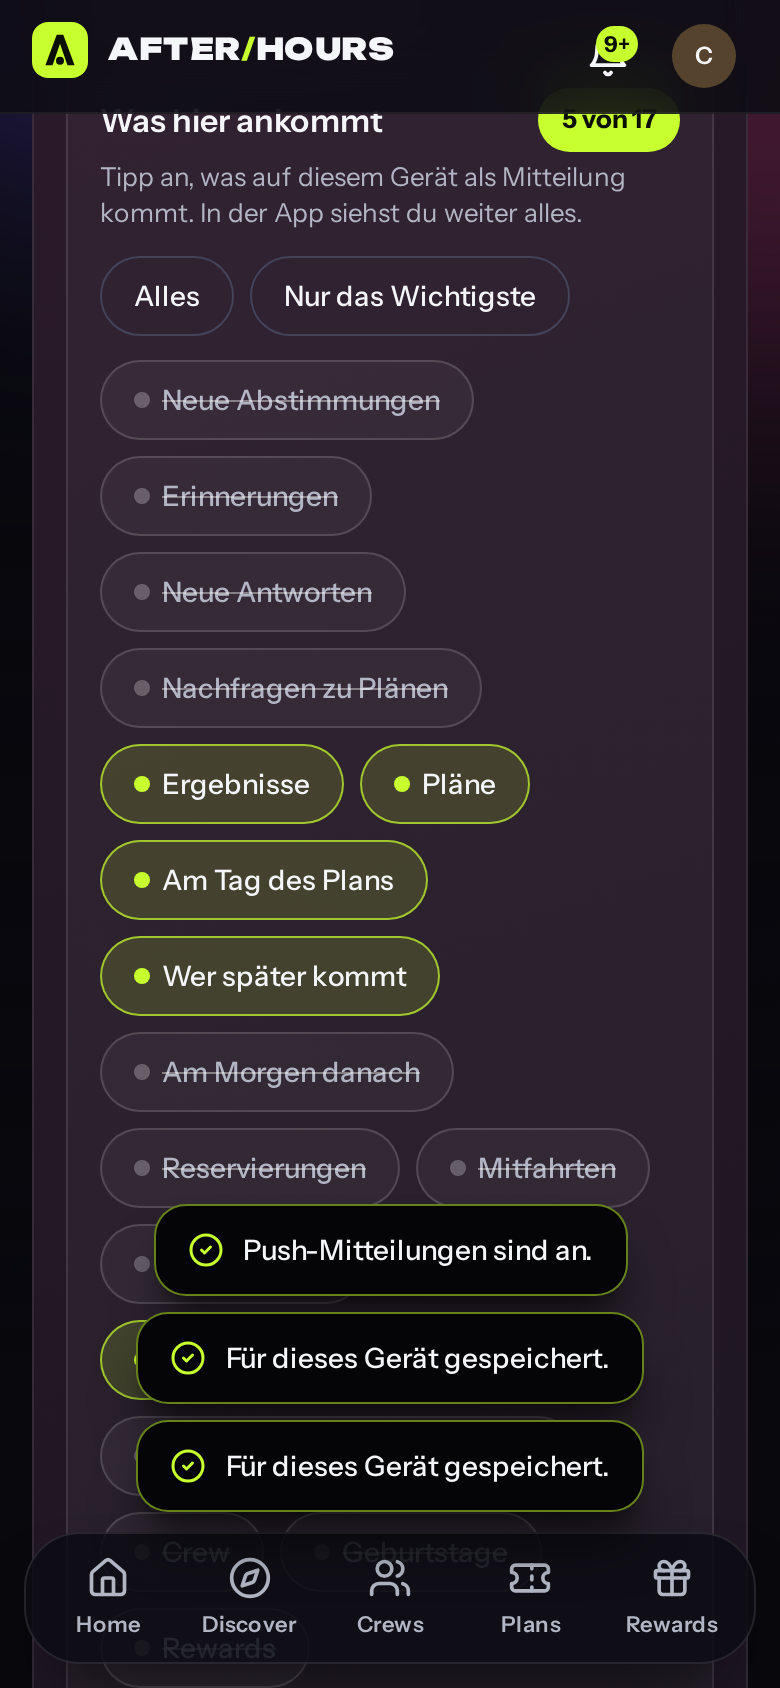 AFTER/HOURS
9+
C
Was hier ankommt
5 von 17
Tipp an, was auf diesem Gerät als Mitteilung
kommt. In der App siehst du weiter alles.
Alles
Nur das Wichtigste
Neue Abstimmungen
Erinnerungen
Neue Antworten
Nachfragen zu Plänen
Ergebnisse
Pläne
Am Tag des Plans
Wer später kommt
Am Morgen danach
Reservierungen
Mitfahrten
Push-Mitteilungen sind an.
Für dieses Gerät gespeichert.
Für dieses Gerät gespeichert.
Crew
Geburtstage
Home
Discover
Crews
Plans
Rewards
Rewards